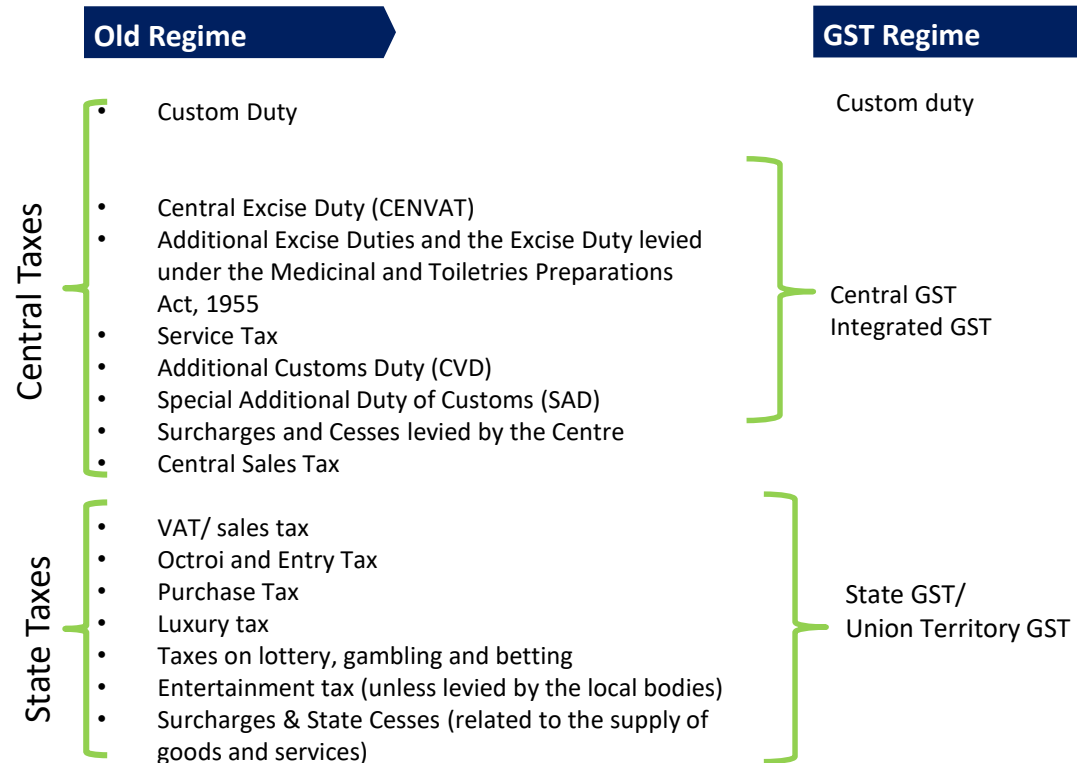 Old Regime
GST Regime
Central Taxes
• Custom Duty
Custom duty
• Central Excise Duty (CENVAT)
• Additional Excise Duties and the Excise Duty levied
under the Medicinal and Toiletries Preparations
Act, 1955
• Service Tax
• Additional Customs Duty (CVD)
• Special Additional Duty of Customs (SAD)
• Surcharges and Cesses levied by the Centre
• Central Sales Tax
Central GST
Integrated GST
State Taxes
• VAT/ sales tax
• Octroi and Entry Tax
• Purchase Tax
• Luxury tax
• Taxes on lottery, gambling and betting
• Entertainment tax (unless levied by the local bodies)
• Surcharges & State Cesses (related to the supply of
goods and services)
State GST/
Union Territory GST